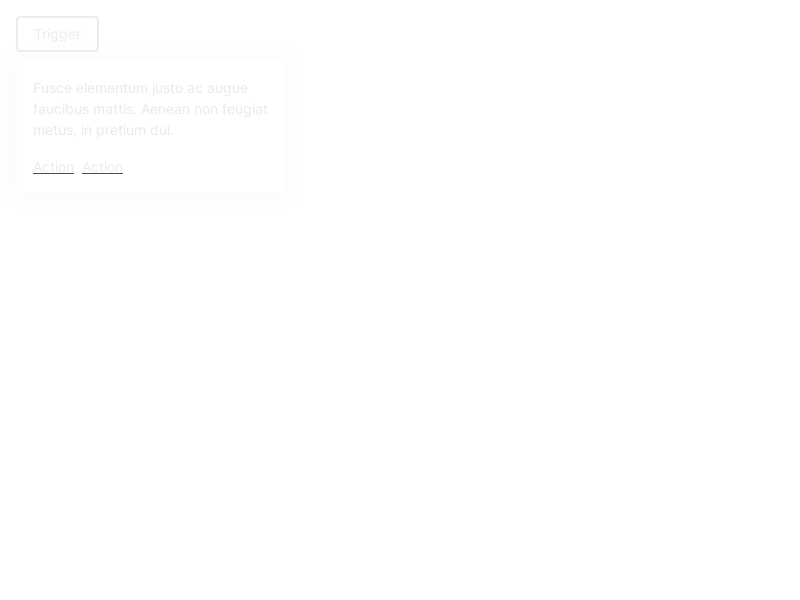 Trigger
Fusce elementum justo ac augue
faucibus mattis. Aenean non feugiat
metus, in pretium dui.
Action Action